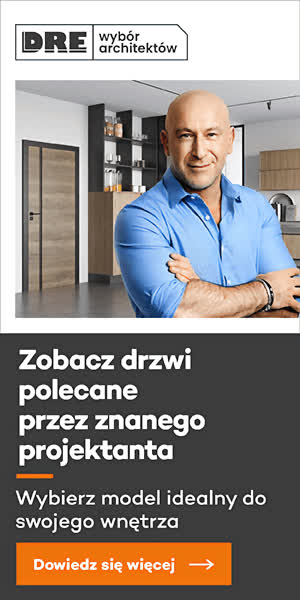 DRE
wybór
architektów
Zobacz drzwi
polecane
przez znanego
projektanta
Wybierz model idealny do
swojego wnętrza
Dowiedz się więcej